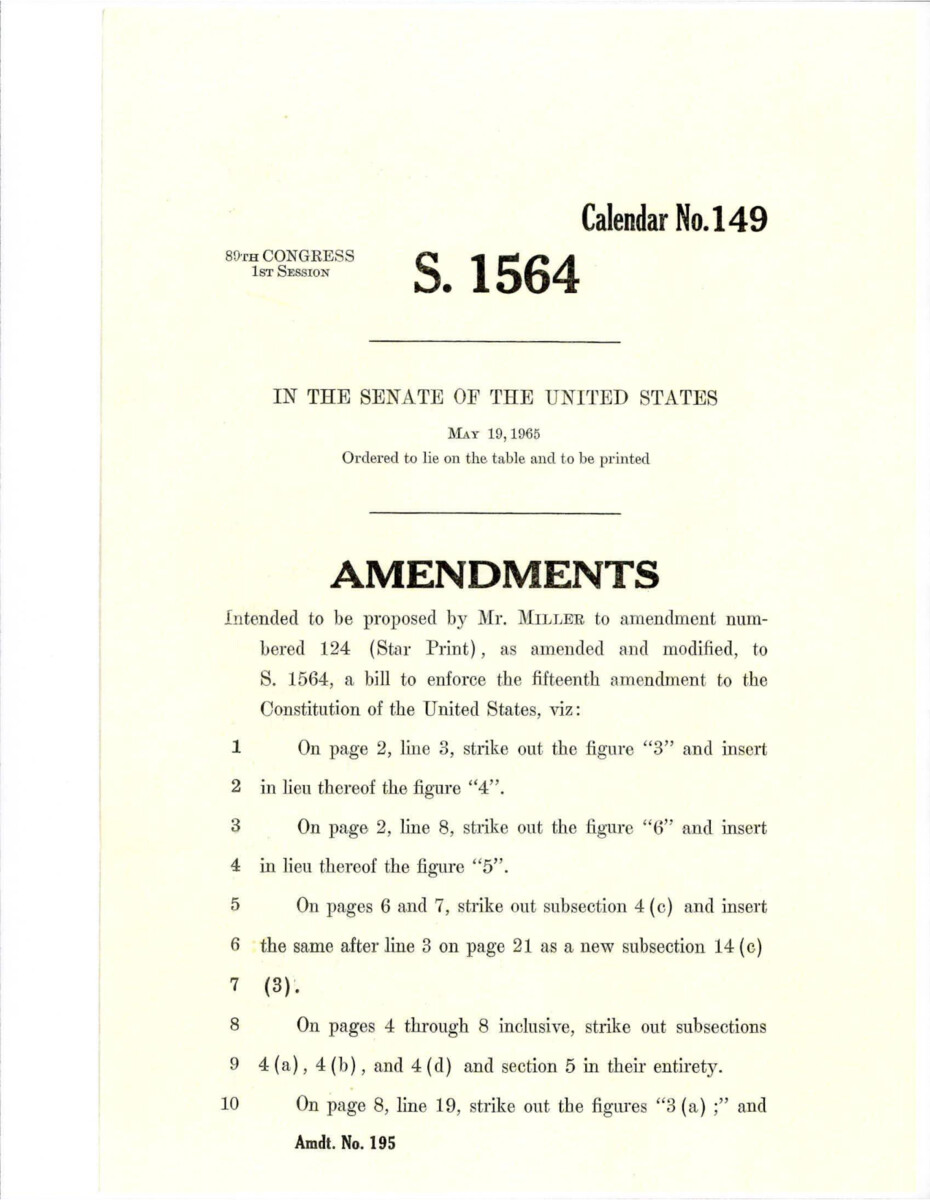 Calendar No. 149
89TH CONGRESS
1ST SESSION
S. 1564
IN THE SENATE OF THE UNITED STATES
MAY 19, 1965
Ordered to lie on the table and to be printed
AMENDMENTS
Intended to be proposed by Mr. MILLER to amendment num-
bered 124 (Star Print), as amended and modified, to
S. 1564, a bill to enforce the fifteenth amendment to the
Constitution of the United States, viz:
1 On page 2, line 3, strike out the figure “3” and insert
2 in lieu thereof the figure “4”.
3 On page 2, line 8, strike out the figure “6” and insert
4 in lieu thereof the figure “5”.
5 On pages 6 and 7, strike out subsection 4 (c) and insert
6 the same after line 3 on page 21 as a new subsection 14 (c)
7 (3).
8 On pages 4 through 8 inclusive, strike out subsections
9 4 (a), 4 (b), and 4 (d) and section 5 in their entirety.
10 On page 8, line 19, strike out the figures “3 (a) ;” and
Amdt. No. 195